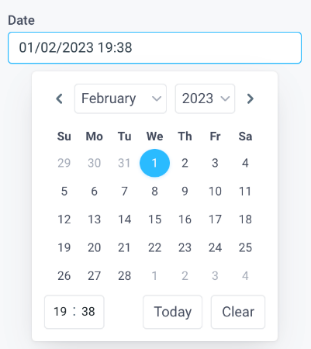 Date
01/02/2023 19:38
February 2023
Su Mo Tu We Th Fr Sa
29 30 31 1 2 3 4
5 6 7 8 9 10 11
12 13 14 15 16 17 18
19 20 21 22 23 24 25
26 27 28 1 2 3 4
19 : 38 Today Clear